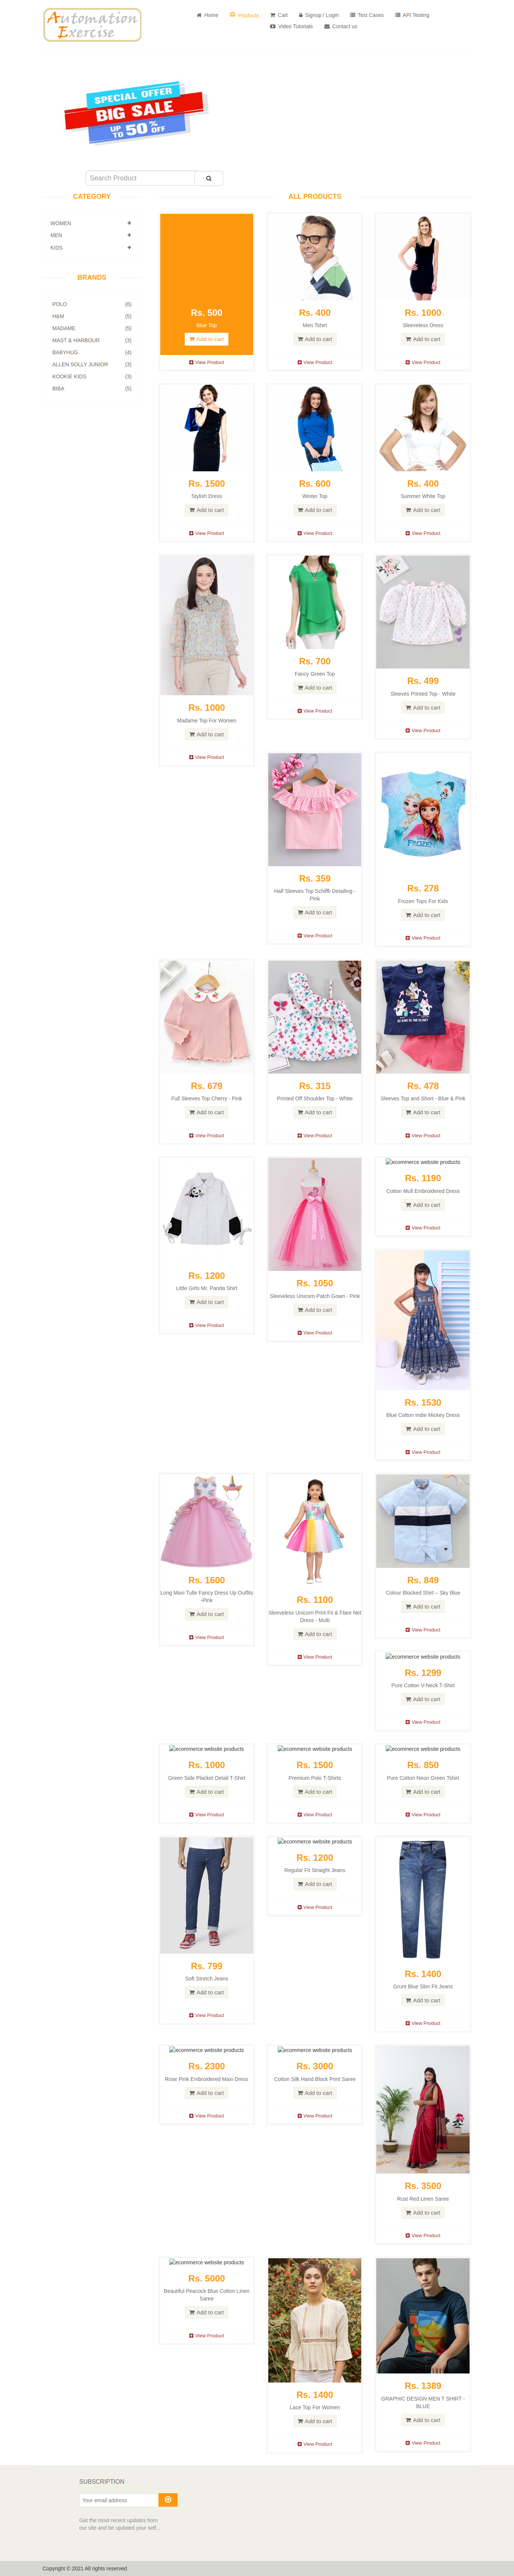 Automation
Exercise
Home
Products
Cart
Signup / Login
Test Cases
API Testing
Video Tutorials
Contact us
SPECIAL OFFER
BIG SALE
UP TO 50%
Search Product
CATEGORY
WOMEN
MEN
KIDS
BRANDS
POLO (6)
H&M (5)
MADAME (5)
MAST & HARBOUR (3)
BABYHUG (4)
ALLEN SOLLY JUNIOR (3)
KOOKIE KIDS (3)
BIBA (5)
ALL PRODUCTS
Rs. 500
Blue Top
Add to cart
View Product
Rs. 400
Men Tshirt
Add to cart
View Product
Rs. 1000
Sleeveless Dress
Add to cart
View Product
Rs. 1500
Stylish Dress
Add to cart
View Product
Rs. 600
Winter Top
Add to cart
View Product
Rs. 400
Summer White Top
Add to cart
View Product
Rs. 1000
Madame Top For Women
Add to cart
View Product
Rs. 700
Fancy Green Top
Add to cart
View Product
Rs. 499
Sleeves Printed Top - White
Add to cart
View Product
Rs. 359
Half Sleeves Top Schiffli Detailing -
Pink
Add to cart
View Product
FROZEN
Rs. 278
Frozen Tops For Kids
Add to cart
View Product
Rs. 679
Full Sleeves Top Cherry - Pink
Add to cart
View Product
Rs. 315
Printed Off Shoulder Top - White
Add to cart
View Product
Rs. 478
Sleeves Top and Short - Blue & Pink
Add to cart
View Product
Rs. 1200
Little Girls Mr. Panda Shirt
Add to cart
View Product
Rs. 1050
Sleeveless Unicorn Patch Gown - Pink
Add to cart
View Product
ecommerce website products
Rs. 1190
Cotton Mull Embroidered Dress
Add to cart
View Product
Rs. 1530
Blue Cotton Indie Mickey Dress
Add to cart
View Product
Rs. 1600
Long Maxi Tulle Fancy Dress Up Outfits
-Pink
Add to cart
View Product
Rs. 1100
Sleeveless Unicorn Print Fit & Flare Net
Dress - Multi
Add to cart
View Product
Rs. 849
Colour Blocked Shirt – Sky Blue
Add to cart
View Product
ecommerce website products
Rs. 1299
Pure Cotton V-Neck T-Shirt
Add to cart
View Product
ecommerce website products
Rs. 1000
Green Side Placket Detail T-Shirt
Add to cart
View Product
ecommerce website products
Rs. 1500
Premium Polo T-Shirts
Add to cart
View Product
ecommerce website products
Rs. 850
Pure Cotton Neon Green Tshirt
Add to cart
View Product
Rs. 799
Soft Stretch Jeans
Add to cart
View Product
ecommerce website products
Rs. 1200
Regular Fit Straight Jeans
Add to cart
View Product
Rs. 1400
Grunt Blue Slim Fit Jeans
Add to cart
View Product
ecommerce website products
Rs. 2300
Rose Pink Embroidered Maxi Dress
Add to cart
View Product
ecommerce website products
Rs. 3000
Cotton Silk Hand Block Print Saree
Add to cart
View Product
Rs. 3500
Rust Red Linen Saree
Add to cart
View Product
ecommerce website products
Rs. 5000
Beautiful Peacock Blue Cotton Linen
Saree
Add to cart
View Product
Rs. 1400
Lace Top For Women
Add to cart
View Product
Rs. 1389
GRAPHIC DESIGN MEN T SHIRT -
BLUE
Add to cart
View Product
SUBSCRIPTION
Your email address
Get the most recent updates from
our site and be updated your self...
Copyright © 2021 All rights reserved